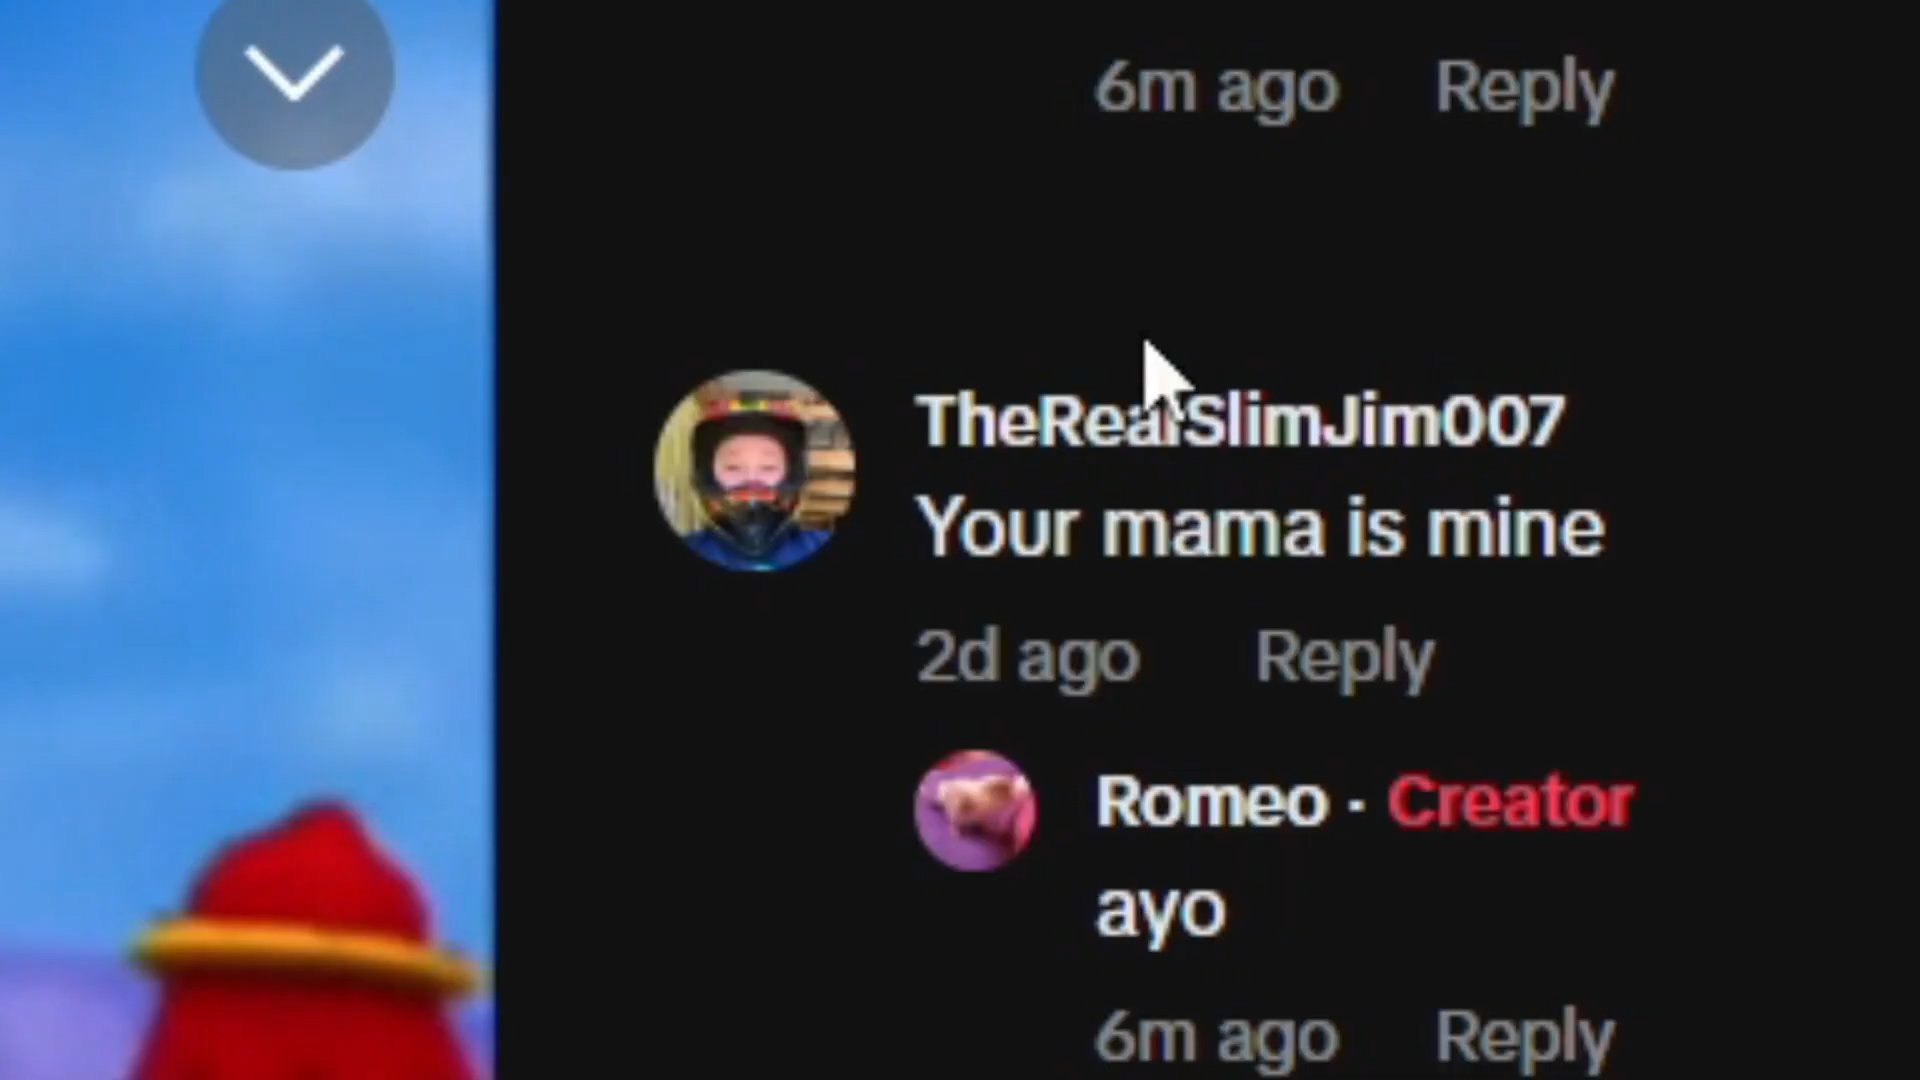 6m ago Reply
TheRealSlimJim007
Your mama is mine
2d ago Reply
Romeo · Creator
ayo
6m ago Reply